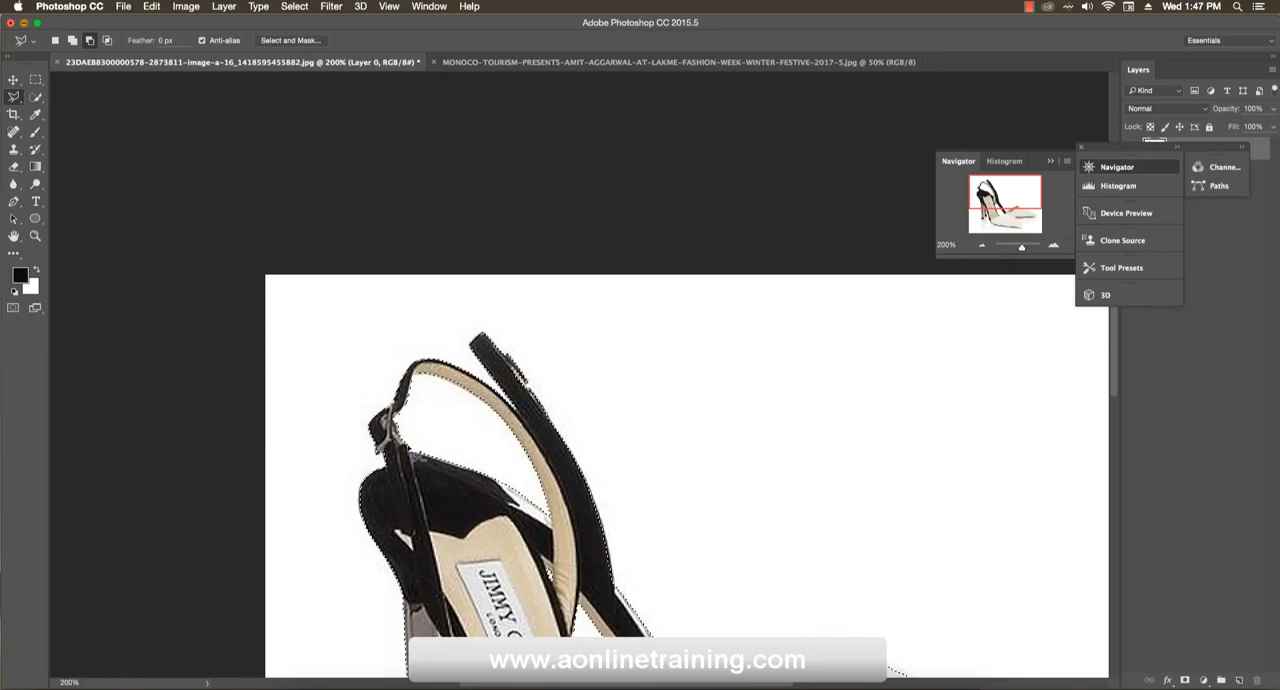 Photoshop CC File Edit Image Layer Type Select Filter 3D View Window Help Wed 1:47 PM
Adobe Photoshop CC 2015.5
Feather: 0 px Anti-alias Select and Mask... Essentials
× 23DAE88300000578-2873811-image-a-16_1418595455882.jpg @ 200% (Layer 0, RGB/8#) * × MONOCO-TOURISM-PRESENTS-AMIT-AGGARWAL-AT-LAKME-FASHION-WEEK-WINTER-FESTIVE-2017-5.jpg @ 50% (RGB/8)
Layers
Kind
Normal Opacity: 100%
Lock: Fill: 100%
Navigator Histogram
200%
Navigator
Histogram
Device Preview
Clone Source
Tool Presets
3D
Channe...
Paths
JIMMY C
LONDO
www.aonlinetraining.com
200%
fx